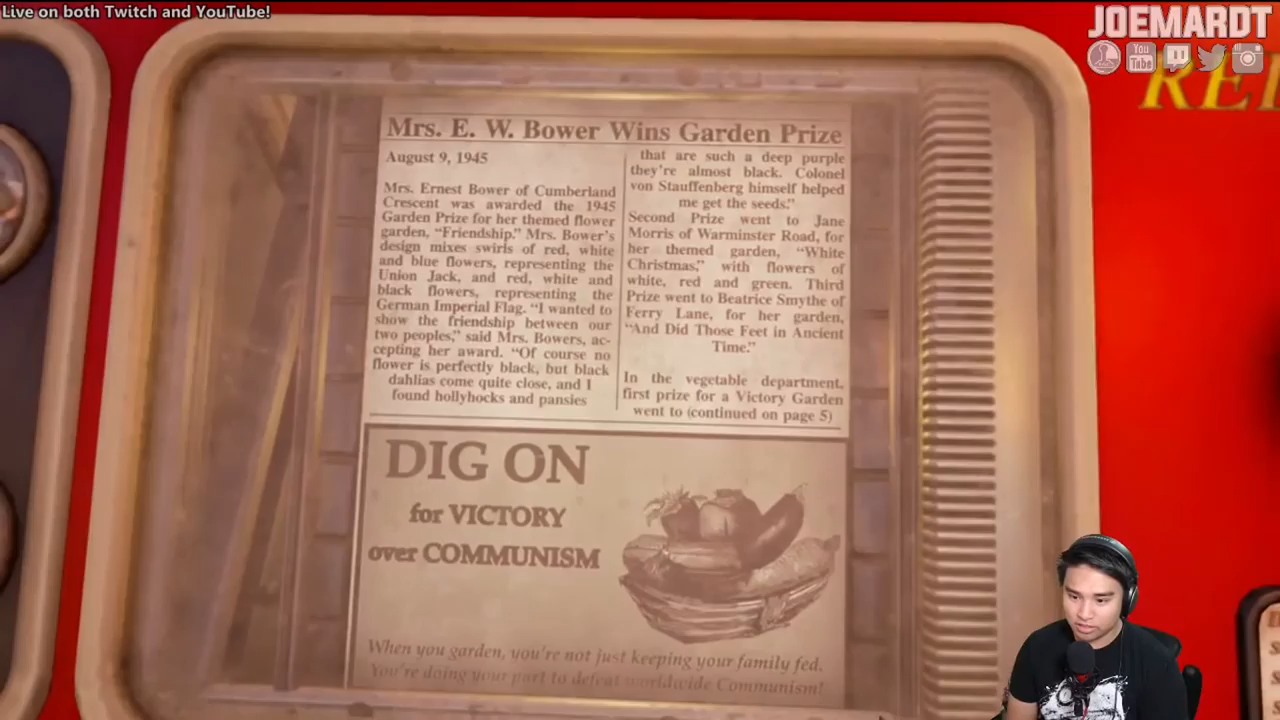 Live on both Twitch and YouTube!
JOEMARDT
You
Tube
Mrs. E. W. Bower Wins Garden Prize
August 9, 1945
Mrs. Ernest Bower of Cumberland
Crescent was awarded the 1945
Garden Prize for her themed flower
garden, “Friendship.” Mrs. Bower’s
design mixes swirls of red, white
and blue flowers, representing the
Union Jack, and red, white and
black flowers, representing the
German Imperial Flag. “I wanted to
show the friendship between our
two peoples,” said Mrs. Bowers, ac-
cepting her award. “Of course no
flower is perfectly black, but black
dahlias come quite close, and I
found hollyhocks and pansies
that are such a deep purple
they’re almost black. Colonel
von Stauffenberg himself helped
me get the seeds.”
Second Prize went to Jane
Morris of Warminster Road, for
her themed garden, “White
Christmas,” with flowers of
white, red and green. Third
Prize went to Beatrice Smythe of
Ferry Lane, for her garden,
“And Did Those Feet in Ancient
Time.”
In the vegetable department,
first prize for a Victory Garden
went to (continued on page 5)
DIG ON
for VICTORY
over COMMUNISM
When you garden, you’re not just keeping your family fed.
You’re doing your part to defeat worldwide Communism!